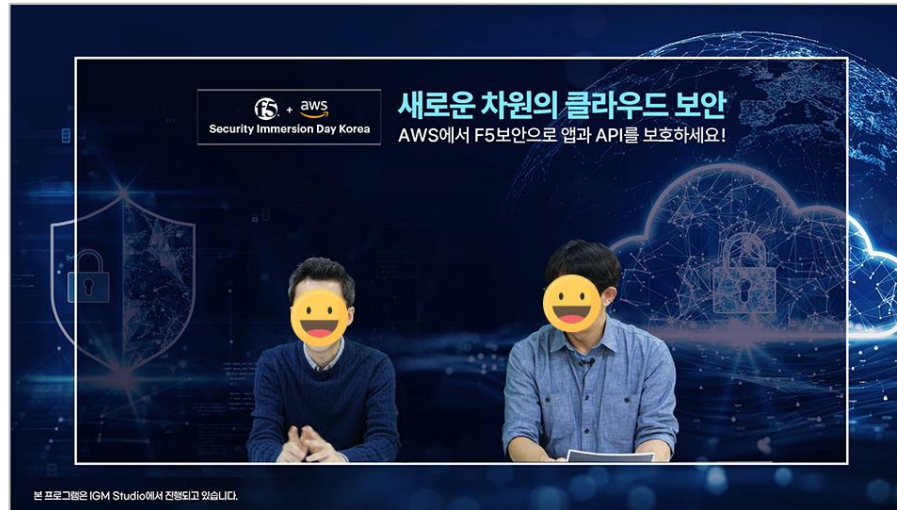 f5 + aws
Security Immersion Day Korea
새로운 차원의 클라우드 보안
AWS에서 F5보안으로 앱과 API를 보호하세요!
본 프로그램은 IGM Studio에서 진행되고 있습니다.